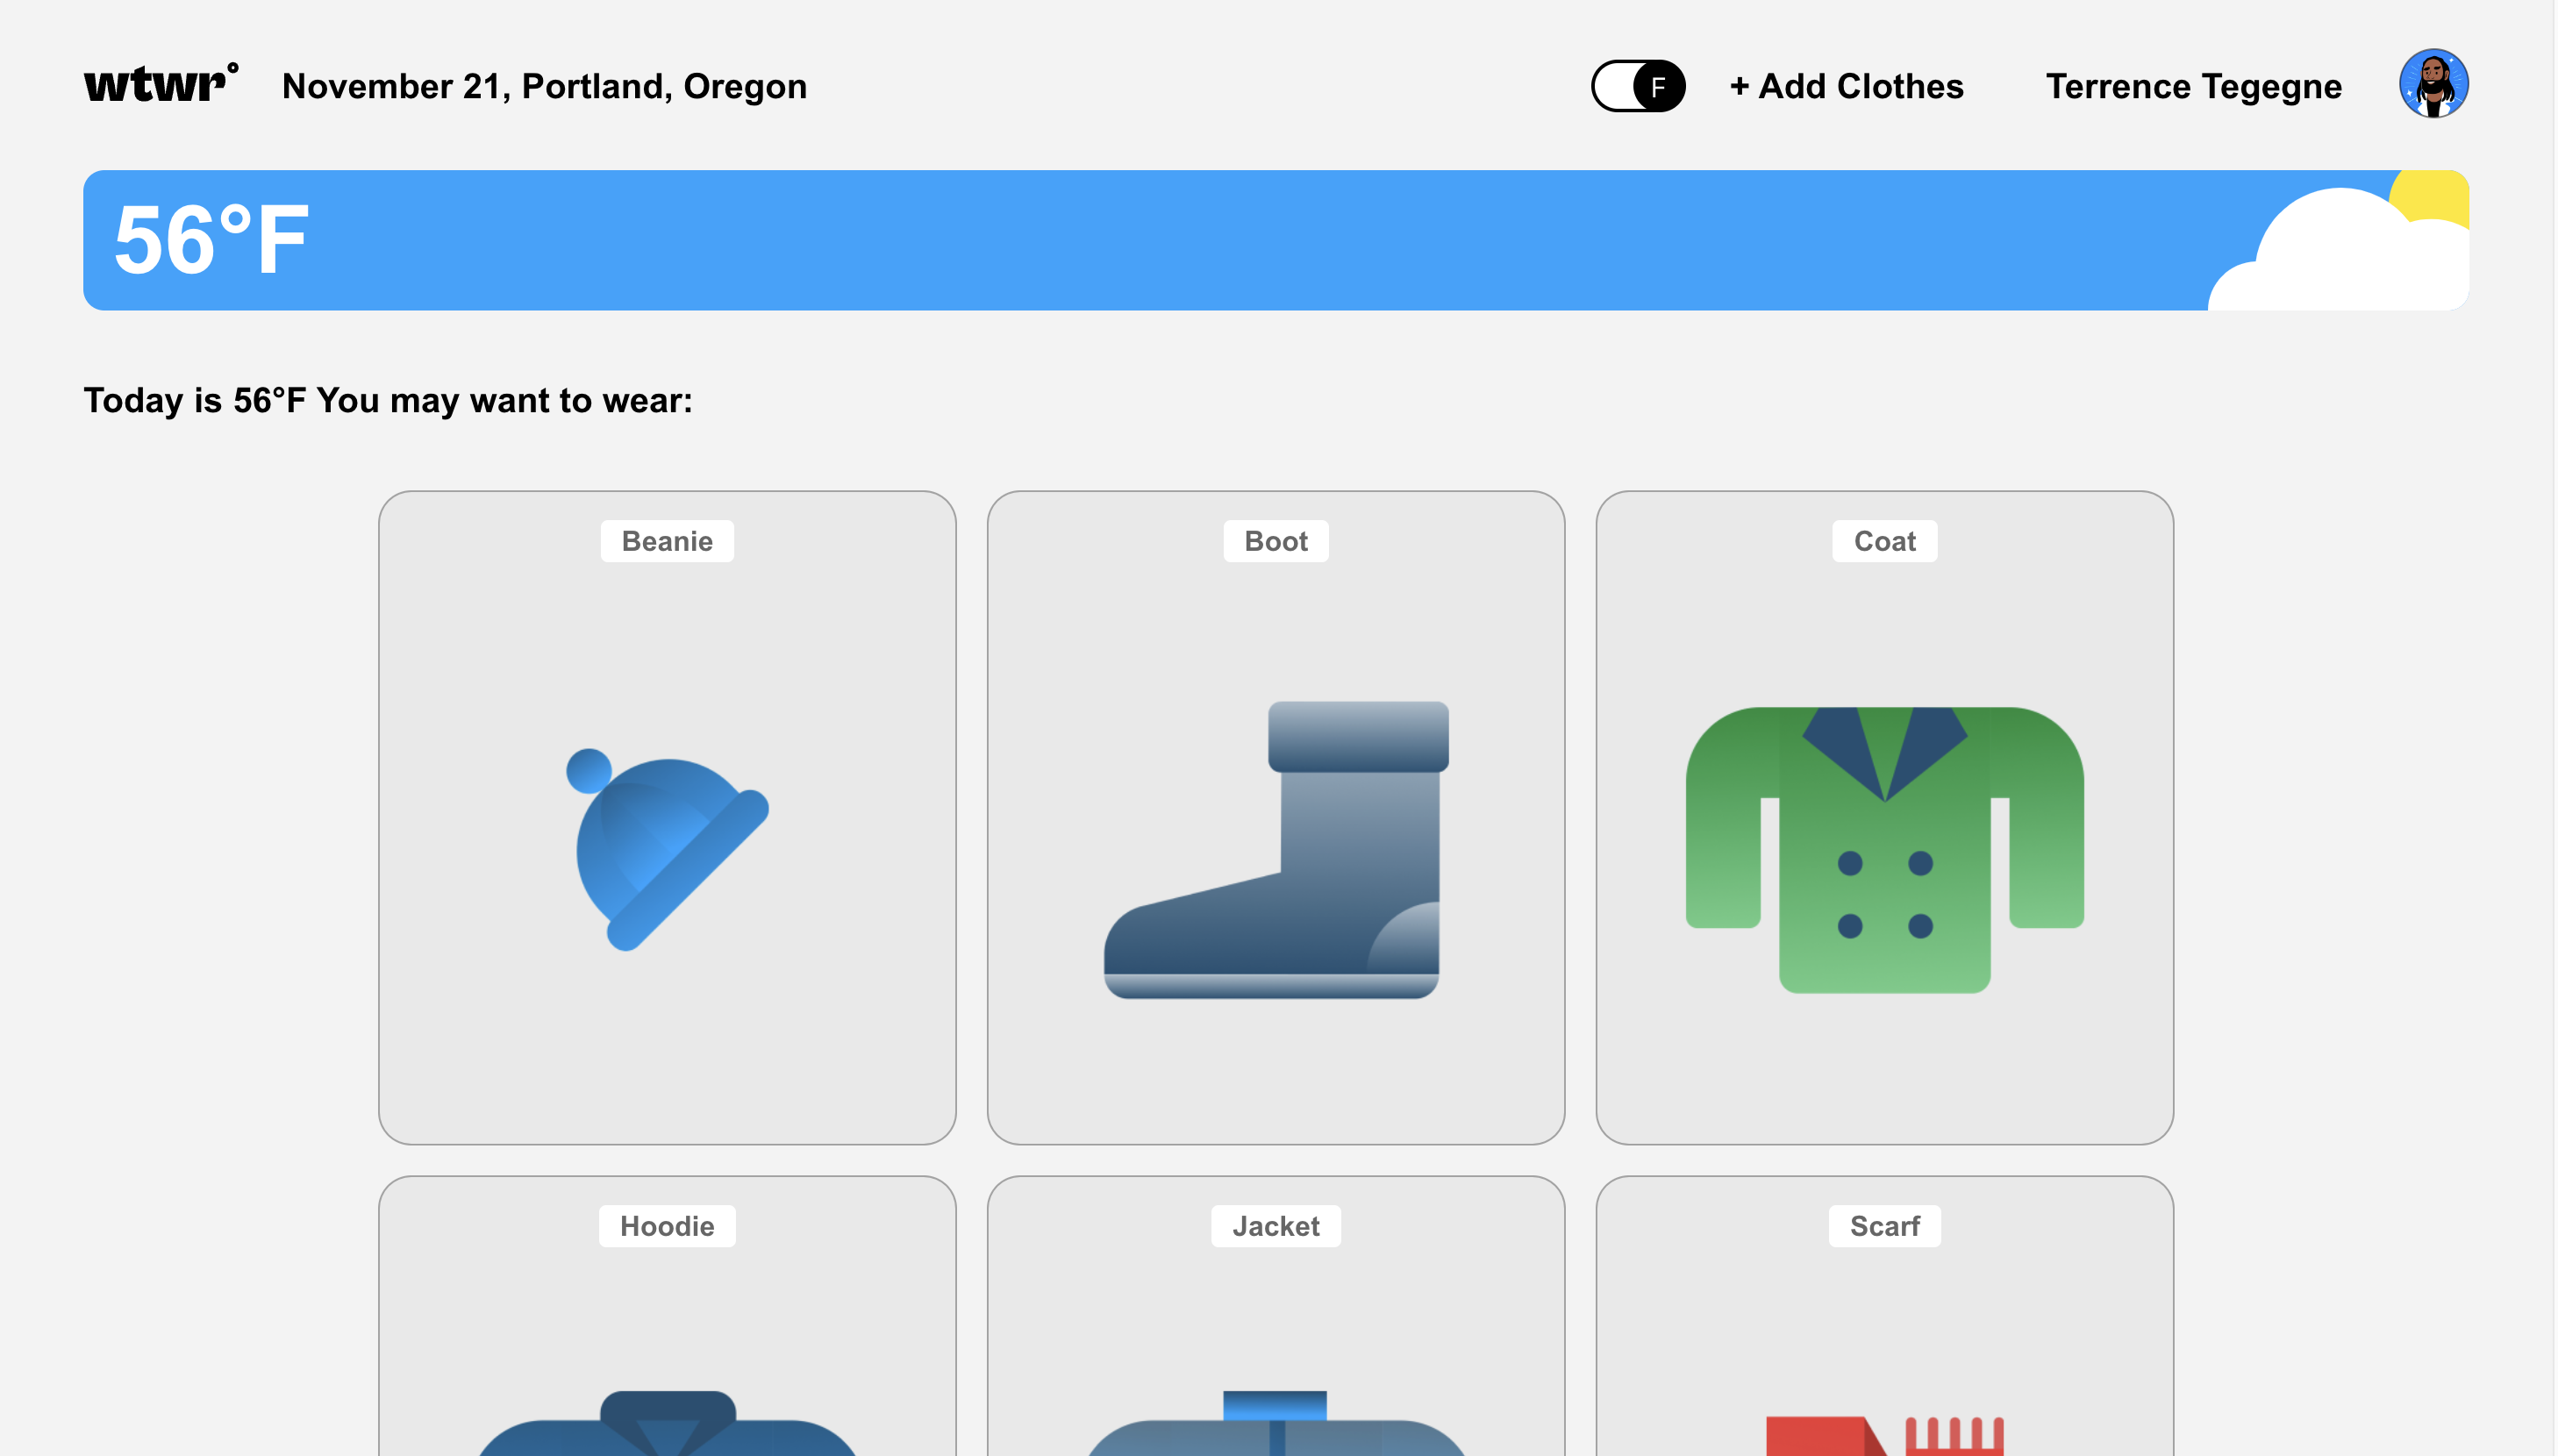 wtwr° November 21, Portland, Oregon F + Add Clothes Terrence Tegegne
56°F
Today is 56°F You may want to wear:
Beanie Boot Coat
Hoodie Jacket Scarf